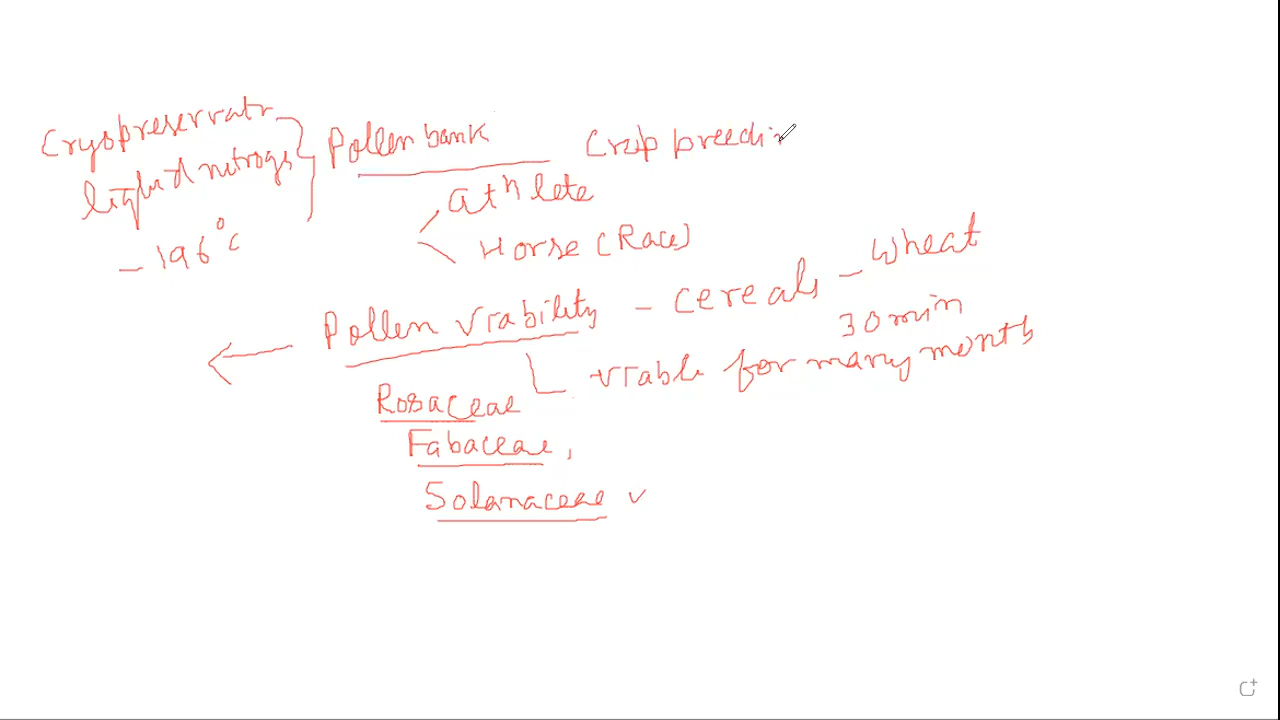 Cryopreservatn
liquid nitrogs
- 196°c
Pollen bank
Crop breedin
athlete
Horse (Race)
Pollen viability - cereals - wheat
30 min
viable for many months
Rosaceae
Fabaceae,
Solanaceae ✓